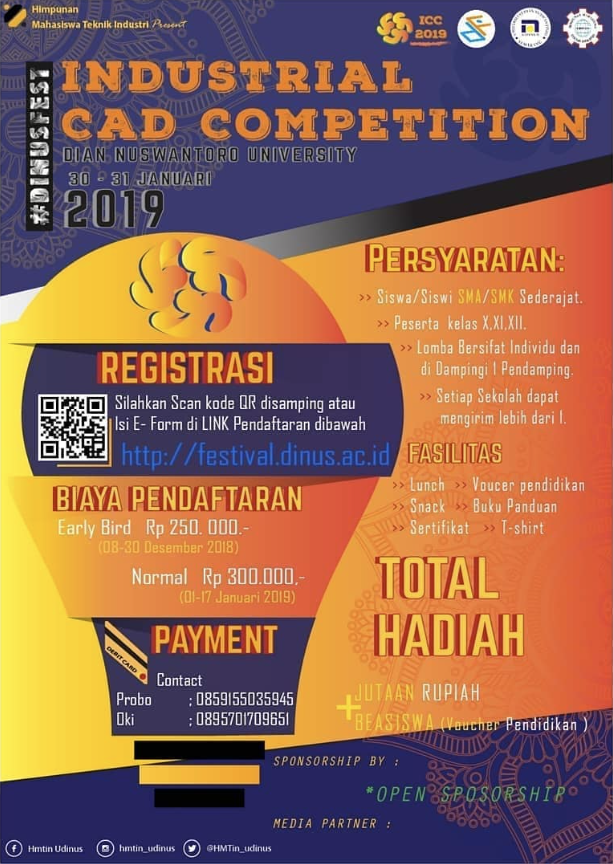 Himpunan
Mahasiswa Teknik Industri Present
ICC
2019
#DINUSFEST
INDUSTRIAL
CAD COMPETITION
DIAN NUSWANTORO UNIVERSITY
30 - 31 JANUARI
2019
PERSYARATAN:
>> Siswa/Siswi SMA/SMK Sederajat.
>> Peserta kelas X,XI,XII.
>> Lomba Bersifat Individu dan
di Dampingi 1 Pendamping.
>> Setiap Sekolah dapat
mengirim lebih dari 1.
REGISTRASI
Silahkan Scan kode QR disamping atau
Isi E- Form di LINK Pendaftaran dibawah
http://festival.dinus.ac.id
FASILITAS
>> Lunch >> Voucer pendidikan
>> Snack >> Buku Panduan
>> Sertifikat >> T-shirt
BIAYA PENDAFTARAN
Early Bird Rp 250. 000.-
(08-30 Desember 2018)
Normal Rp 300.000,-
(01-17 Januari 2019)
TOTAL
HADIAH
JUTAAN RUPIAH
+
BEASISWA (Voucher Pendidikan )
DEBIT CARD
PAYMENT
Contact
Probo ; 0859155035945
Oki ; 0895701709651
SPONSORSHIP BY :
*OPEN SPOSORSHIP
MEDIA PARTNER :
Hmtin Udinus
hmtin_udinus
@HMTin_udinus